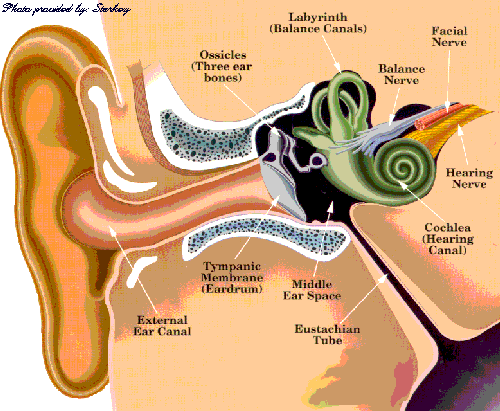 Photo provided by: Starkey
Labyrinth
(Balance Canals)
Facial
Nerve
Ossicles
(Three ear
bones)
Balance
Nerve
Hearing
Nerve
Cochlea
(Hearing
Canal)
Tympanic
Membrane
(Eardrum)
Middle
Ear Space
External
Ear Canal
Eustachian
Tube